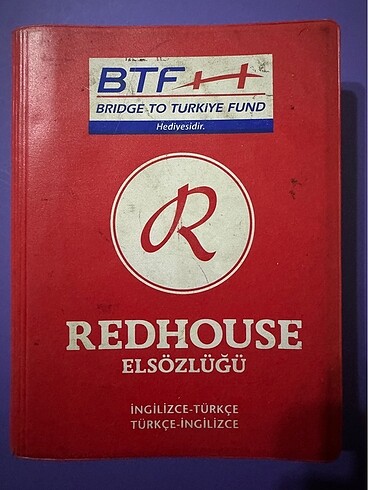 BTF
BRIDGE TO TURKIYE FUND
Hediyesidir.
R
REDHOUSE
ELSÖZLÜĞÜ
İNGİLİZCE-TÜRKÇE
TÜRKÇE-İNGİLİZCE